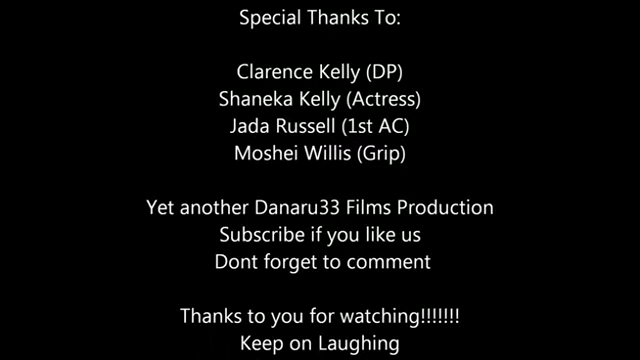 Special Thanks To:
Clarence Kelly (DP)
Shaneka Kelly (Actress)
Jada Russell (1st AC)
Moshei Willis (Grip)
Yet another Danaru33 Films Production
Subscribe if you like us
Dont forget to comment
Thanks to you for watching!!!!!!!
Keep on Laughing